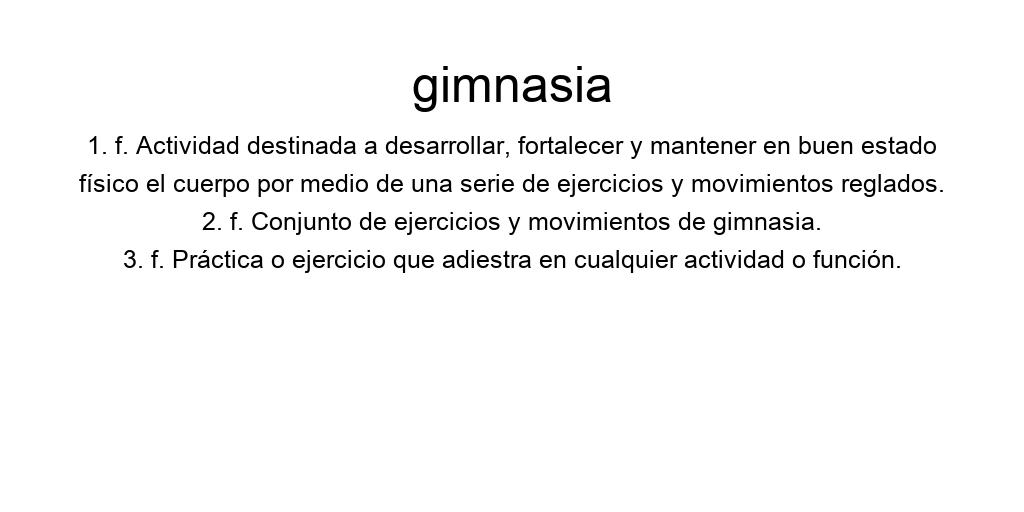 gimnasia
1. f. Actividad destinada a desarrollar, fortalecer y mantener en buen estado
físico el cuerpo por medio de una serie de ejercicios y movimientos reglados.
2. f. Conjunto de ejercicios y movimientos de gimnasia.
3. f. Práctica o ejercicio que adiestra en cualquier actividad o función.